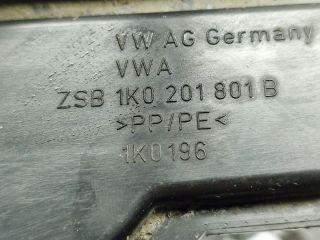 VW AG Germany
VWA
ZSB 1K0 201 801 B
>PP/PE<
1K0196